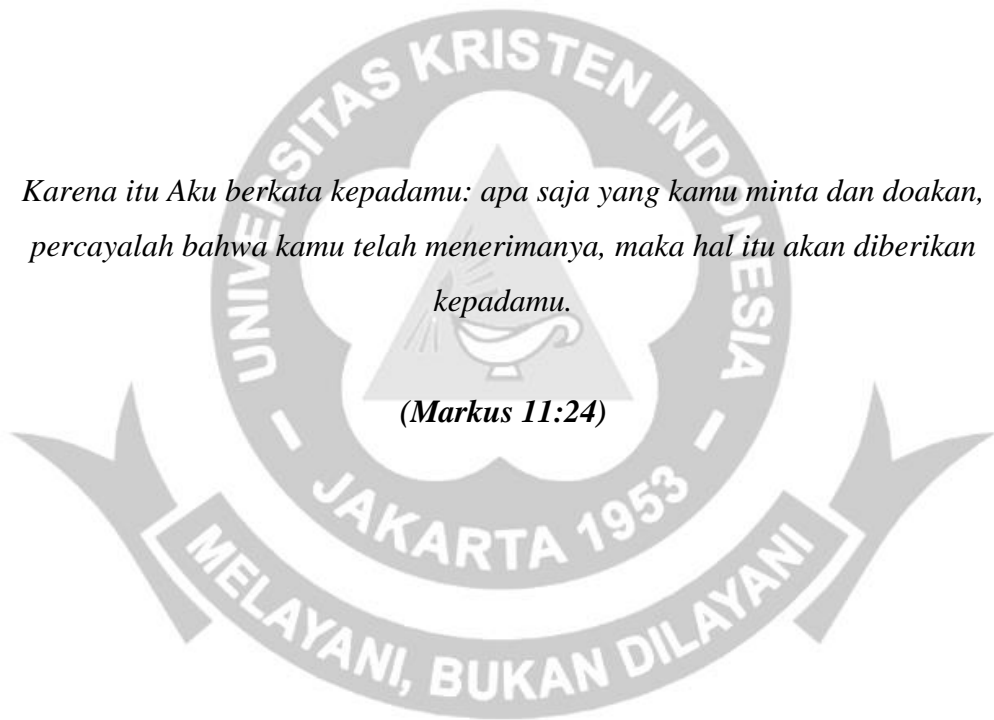 UNIVERSITAS KRISTEN INDONESIA
Karena itu Aku berkata kepadamu: apa saja yang kamu minta dan doakan,
percayalah bahwa kamu telah menerimanya, maka hal itu akan diberikan
kepadamu.
(Markus 11:24)
- JAKARTA 1953 -
MELAYANI, BUKAN DILAYANI